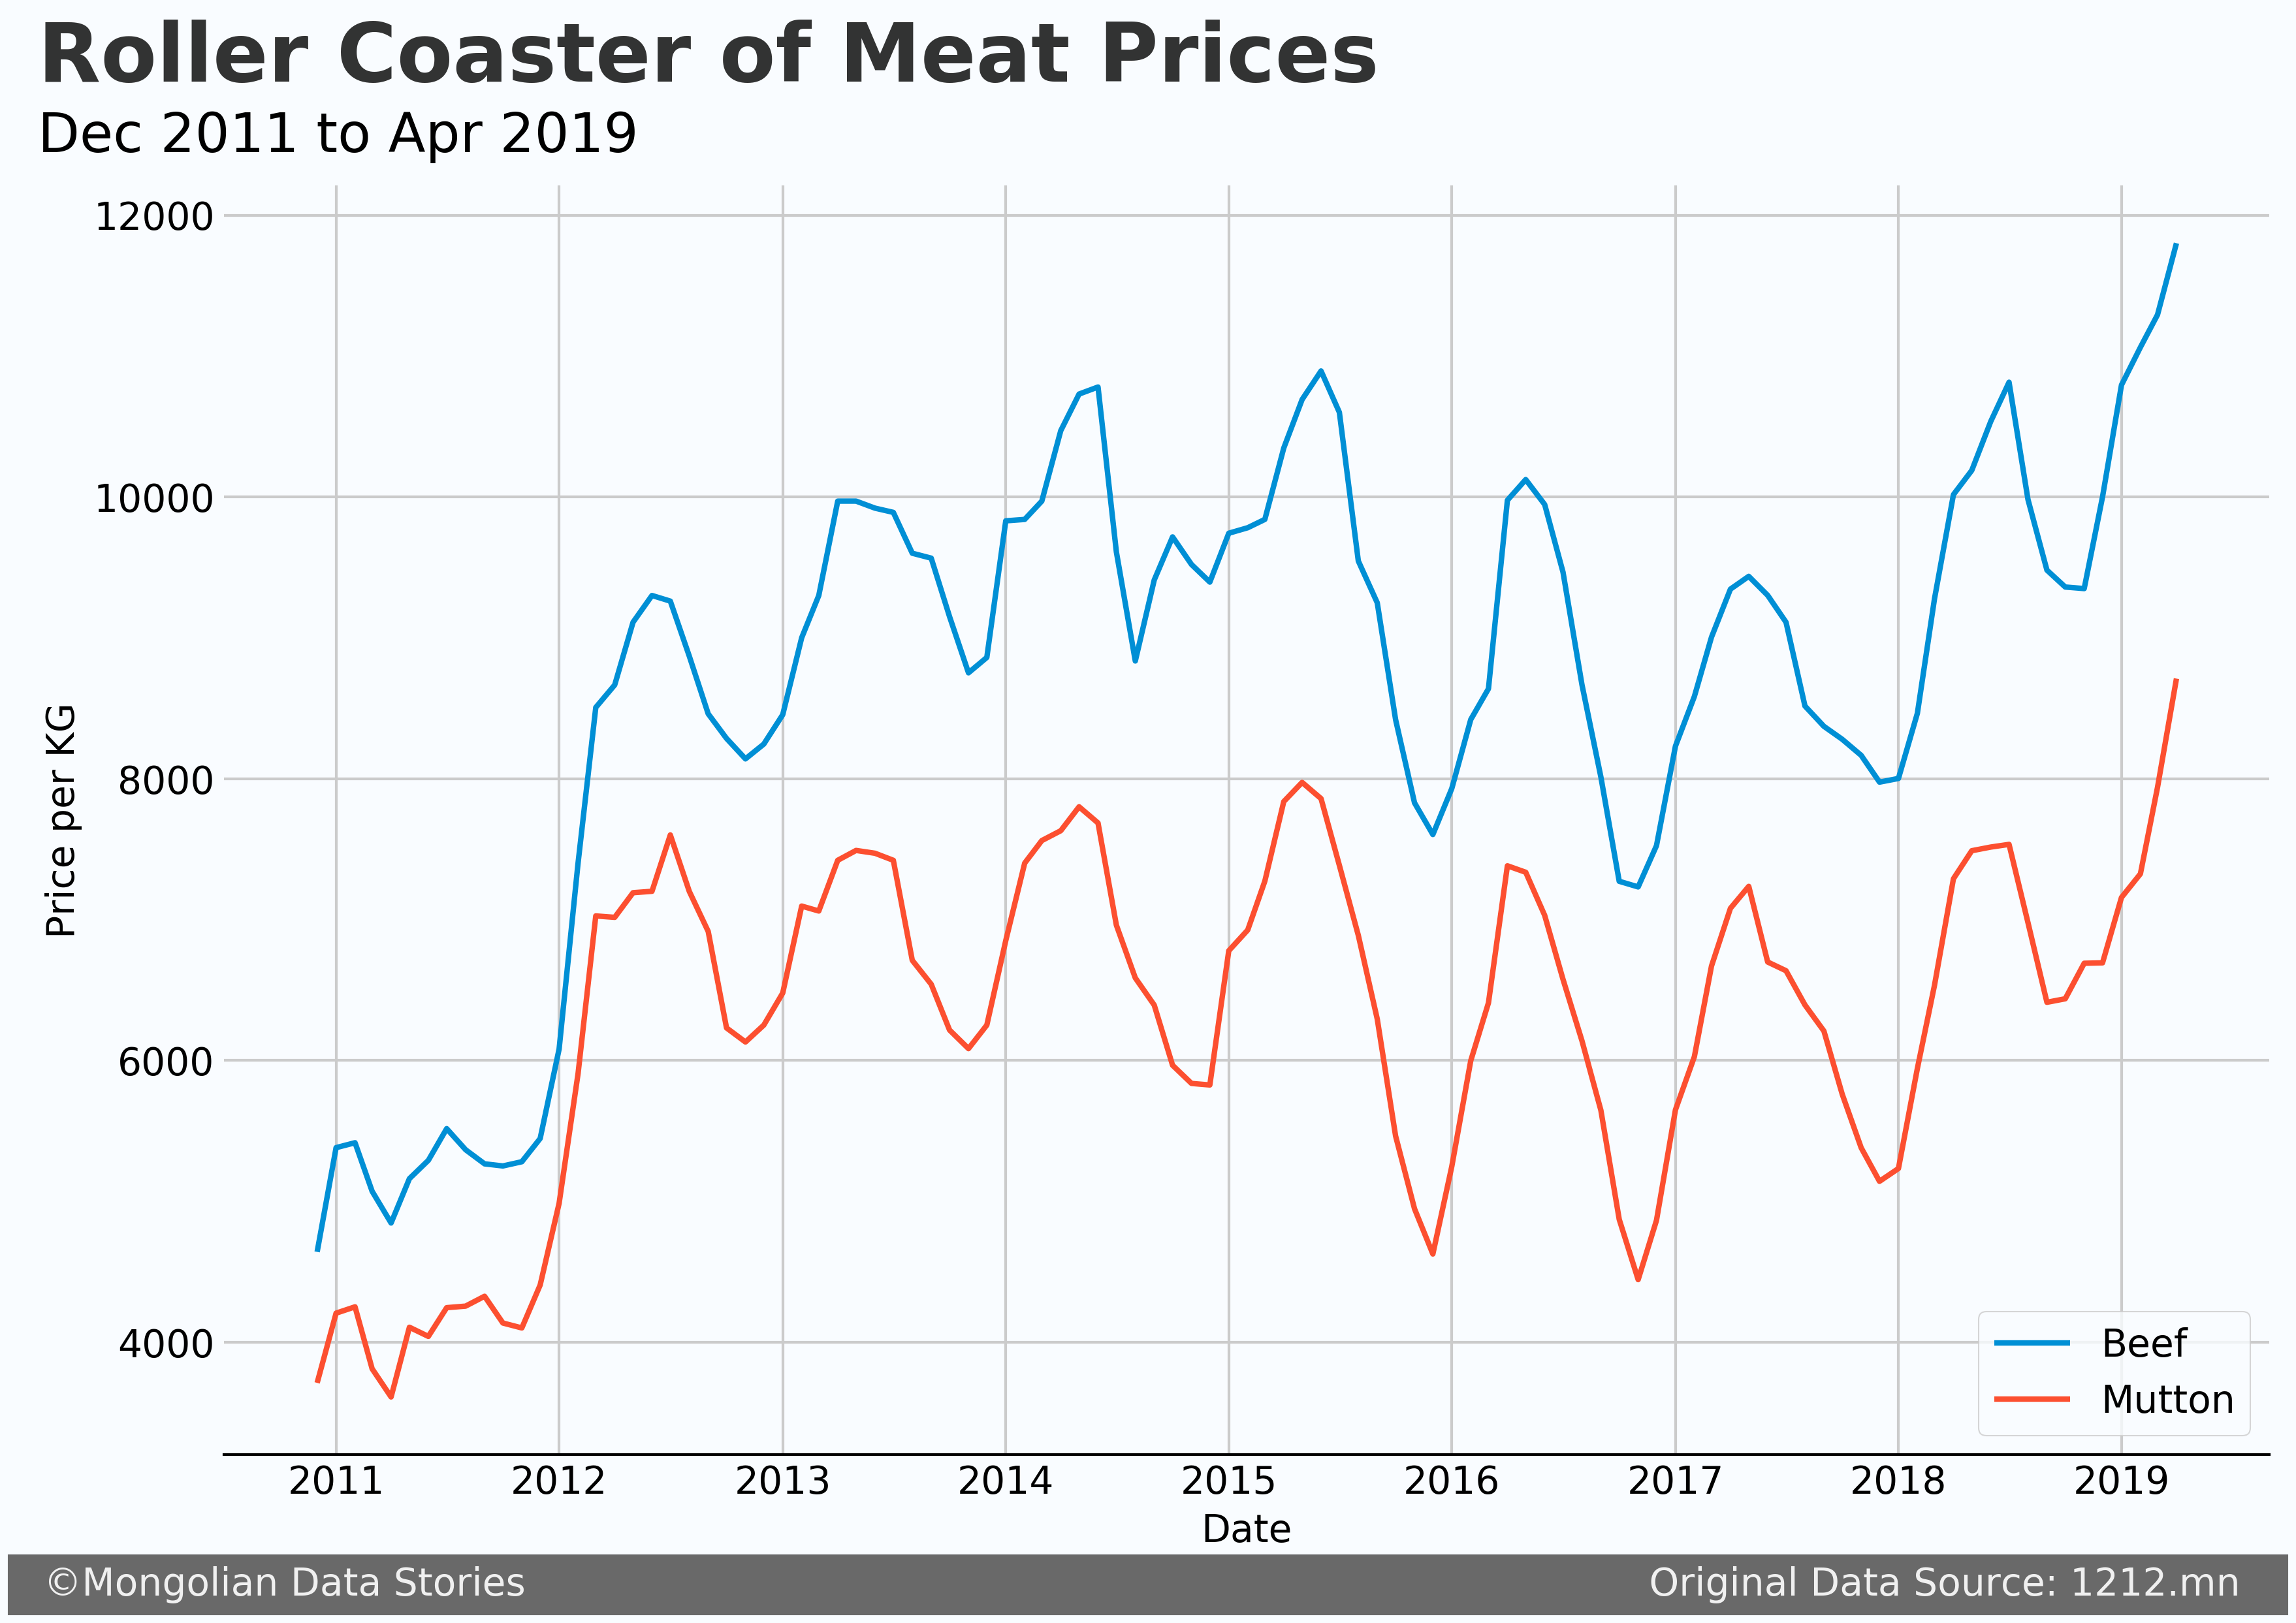 Roller Coaster of Meat Prices
Dec 2011 to Apr 2019
12000
10000
8000
6000
4000
Price per KG
Beef
Mutton
2011 2012 2013 2014 2015 2016 2017 2018 2019
Date
©Mongolian Data Stories
Original Data Source: 1212.mn